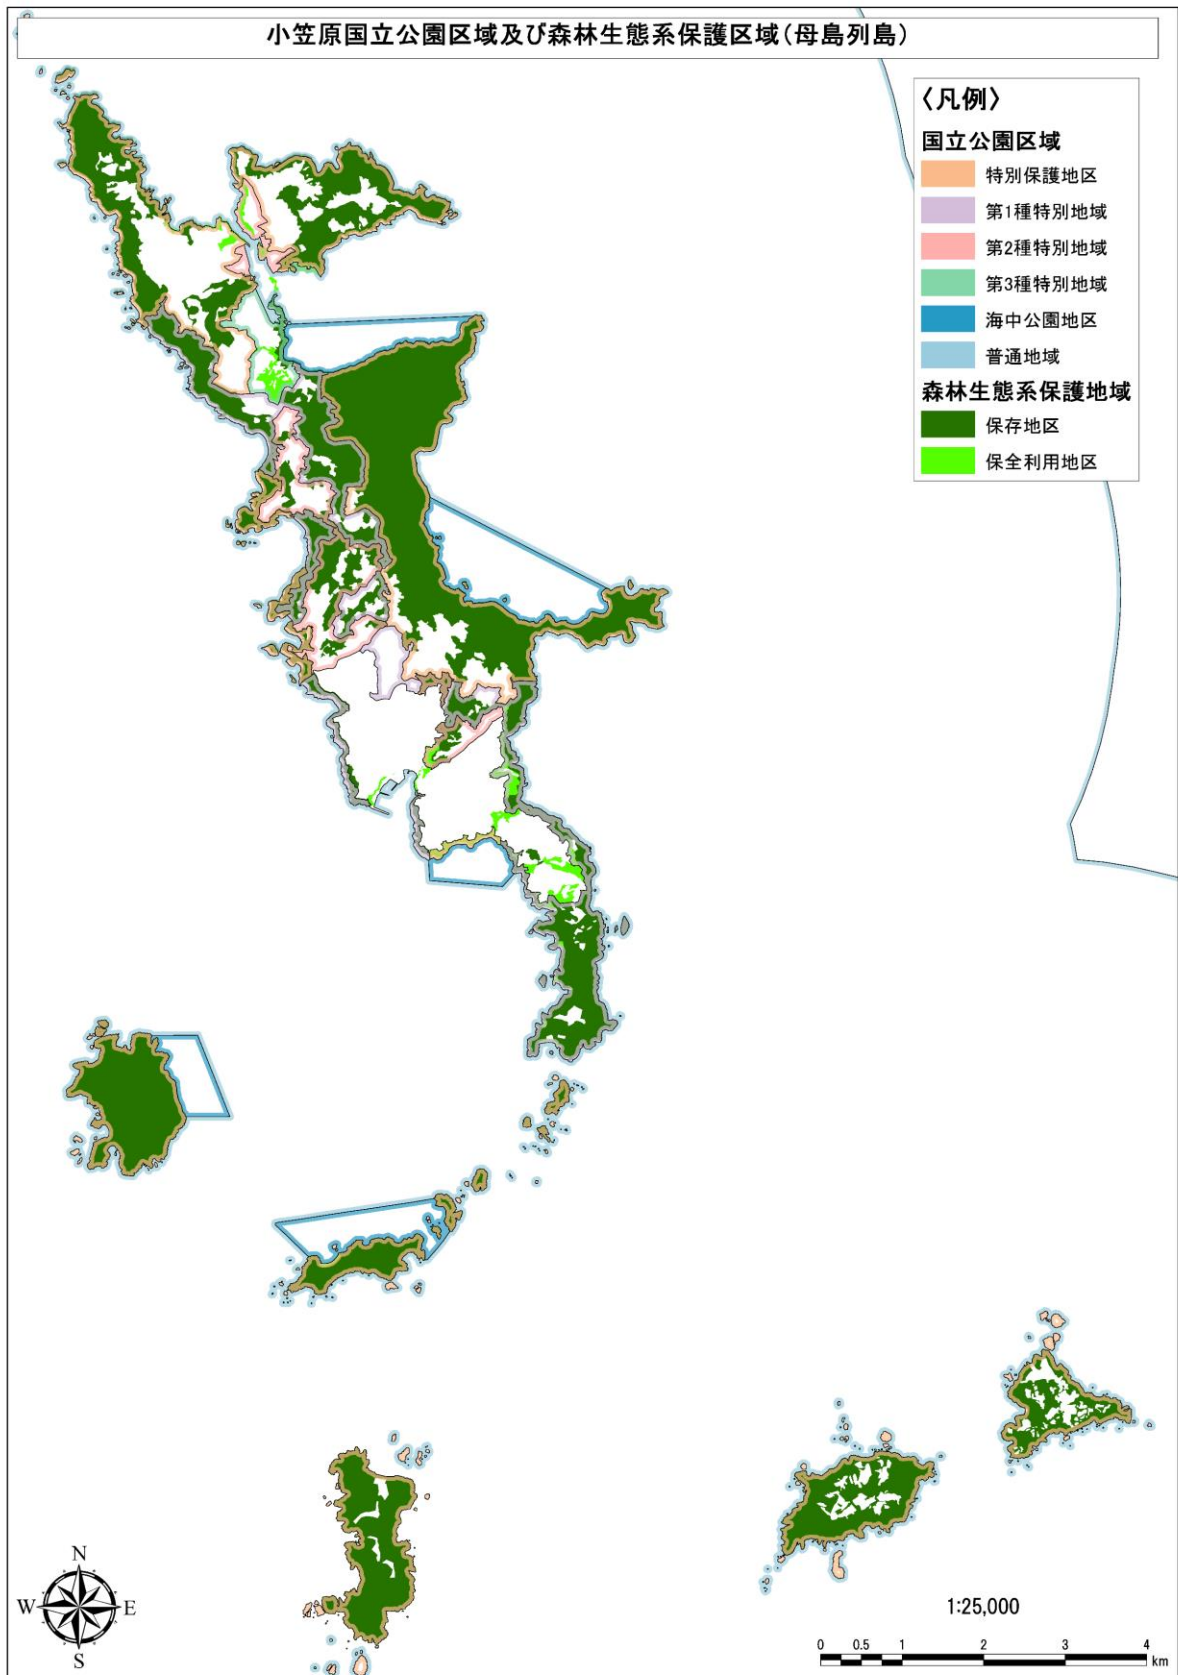 小笠原国立公園区域及び森林生態系保護区域(母島列島)
〈凡例〉
国立公園区域
特別保護地区
第1種特別地域
第2種特別地域
第3種特別地域
海中公園地区
普通地域
森林生態系保護地域
保存地区
保全利用地区
N
W E
S
1:25,000
0 0.5 1 2 3 4
km